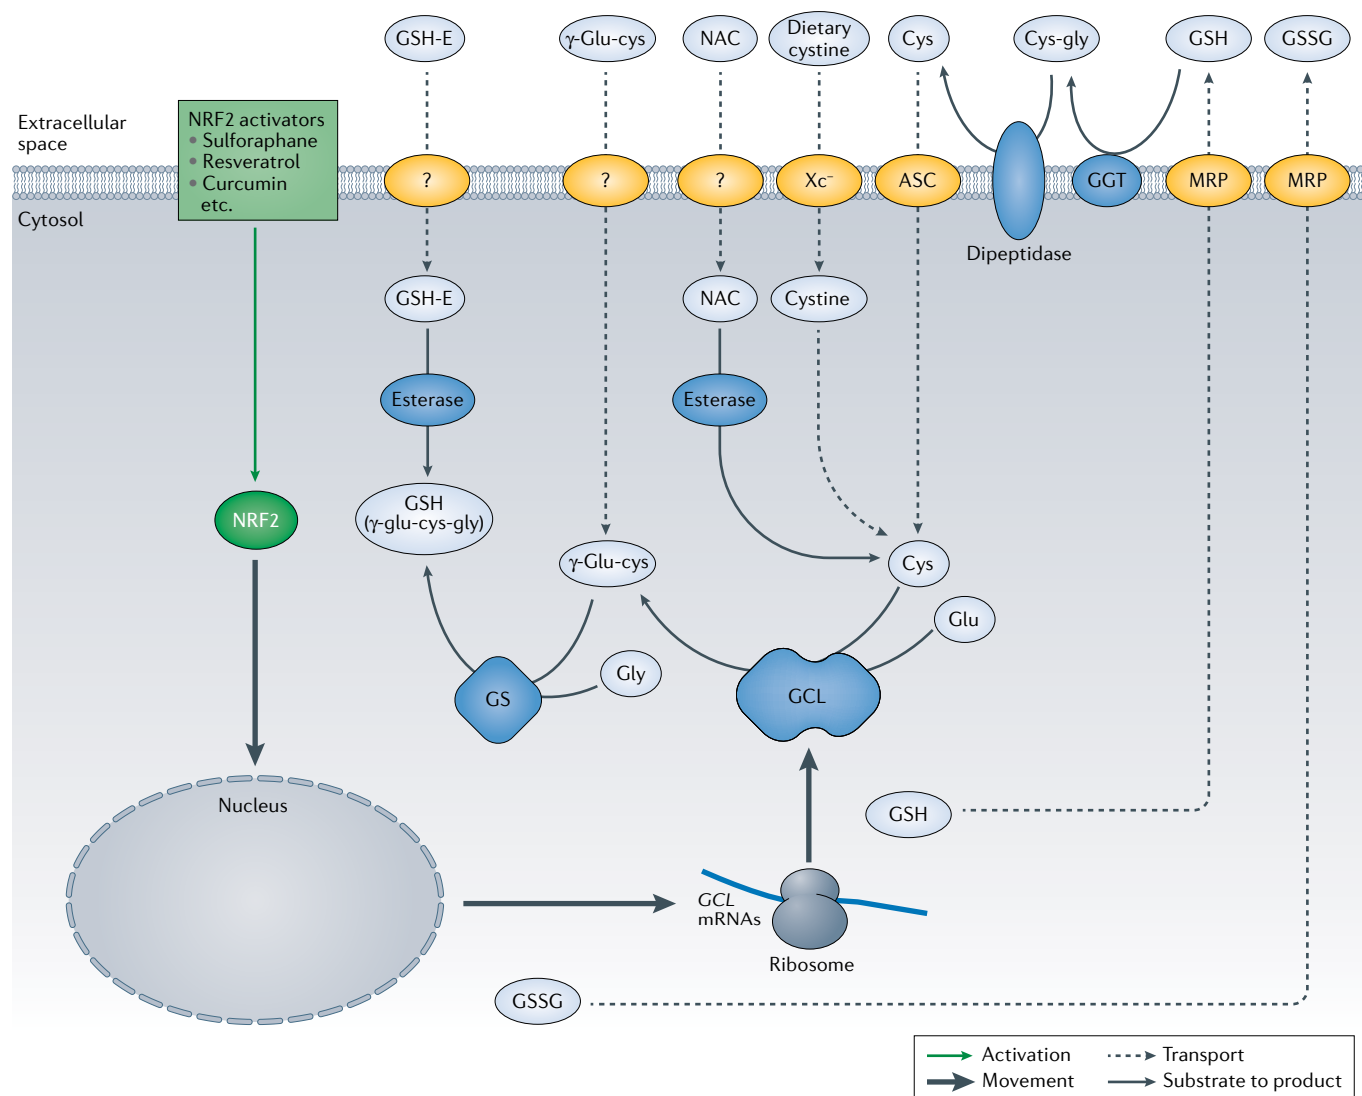 GSH-E
γ-Glu-cys
NAC
Dietary
cystine
Cys
Cys-gly
GSH
GSSG
Extracellular
space
NRF2 activators
• Sulforaphane
• Resveratrol
• Curcumin
etc.
?
?
?
Xc⁻
ASC
GGT
MRP
MRP
Cytosol
Dipeptidase
GSH-E
NAC
Cystine
Esterase
Esterase
NRF2
GSH
(γ-glu-cys-gly)
γ-Glu-cys
Cys
Glu
Gly
GS
GCL
Nucleus
GSH
GCL
mRNAs
Ribosome
GSSG
Activation
Transport
Movement
Substrate to product